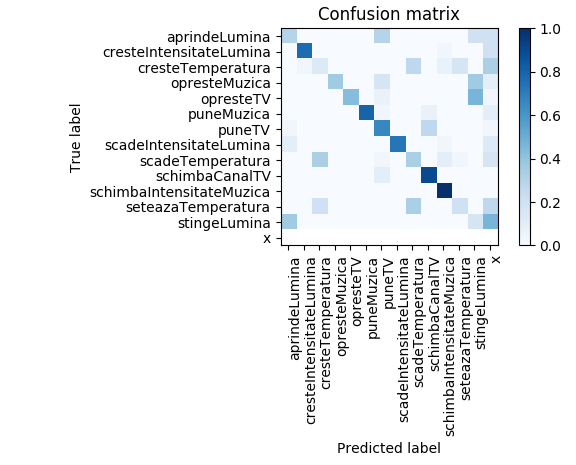 Confusion matrix
True label
aprindeLumina
cresteIntensitateLumina
cresteTemperatura
opresteMuzica
opresteTV
puneMuzica
puneTV
scadeIntensitateLumina
scadeTemperatura
schimbaCanalTV
schimbaIntensitateMuzica
seteazaTemperatura
stingeLumina
x
aprindeLumina
cresteIntensitateLumina
cresteTemperatura
opresteMuzica
opresteTV
puneMuzica
puneTV
scadeIntensitateLumina
scadeTemperatura
schimbaCanalTV
schimbaIntensitateMuzica
seteazaTemperatura
stingeLumina
x
Predicted label
1.0
0.8
0.6
0.4
0.2
0.0